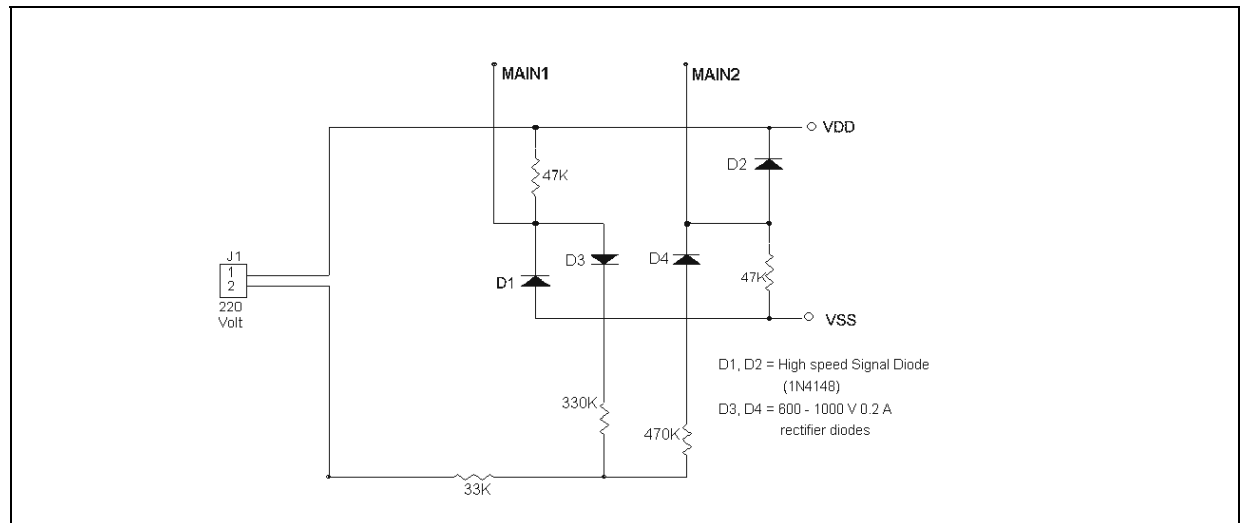 MAIN1
MAIN2
VDD
D2
47K
J1
1
2
220
Volt
D3
D4
D1
47K
VSS
D1, D2 = High speed Signal Diode
(1N4148)
D3, D4 = 600 - 1000 V 0.2 A
rectifier diodes
330K
470K
33K